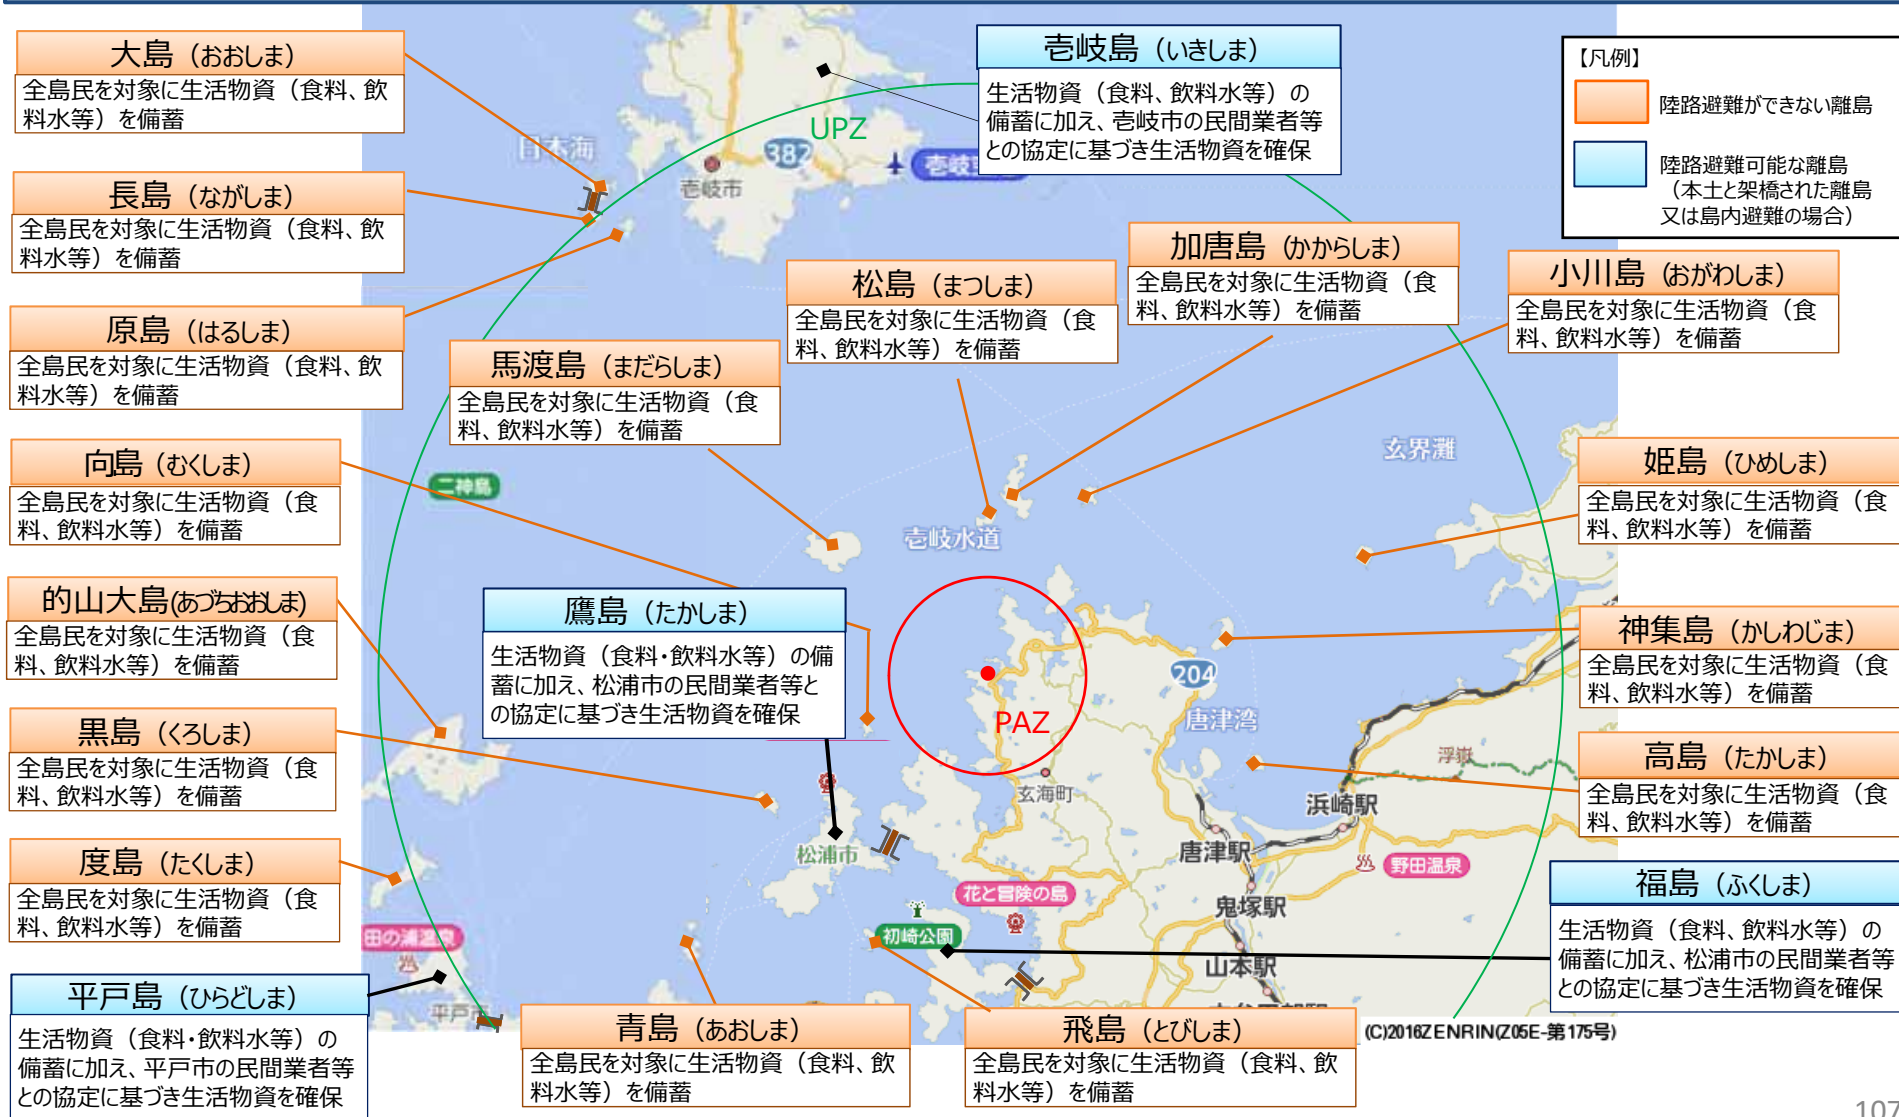 大島（おおしま）
全島民を対象に生活物資（食料、飲
料水等）を備蓄
長島（ながしま）
全島民を対象に生活物資（食料、飲
料水等）を備蓄
原島（はるしま）
全島民を対象に生活物資（食料、飲
料水等）を備蓄
向島（むくしま）
全島民を対象に生活物資（食
料、飲料水等）を備蓄
的山大島(あづちおおしま)
全島民を対象に生活物資（食
料、飲料水等）を備蓄
黒島（くろしま）
全島民を対象に生活物資（食
料、飲料水等）を備蓄
度島（たくしま）
全島民を対象に生活物資（食
料、飲料水等）を備蓄
平戸島（ひらどしま）
生活物資（食料・飲料水等）の
備蓄に加え、平戸市の民間業者等
との協定に基づき生活物資を確保
馬渡島（まだらしま）
全島民を対象に生活物資（食
料、飲料水等）を備蓄
松島（まつしま）
全島民を対象に生活物資（食
料、飲料水等）を備蓄
鷹島（たかしま）
生活物資（食料・飲料水等）の備
蓄に加え、松浦市の民間業者等と
の協定に基づき生活物資を確保
青島（あおしま）
全島民を対象に生活物資（食料、飲
料水等）を備蓄
飛島（とびしま）
全島民を対象に生活物資（食料、飲
料水等）を備蓄
壱岐島（いきしま）
生活物資（食料、飲料水等）の
備蓄に加え、壱岐市の民間業者等
との協定に基づき生活物資を確保
加唐島（かからしま）
全島民を対象に生活物資（食
料、飲料水等）を備蓄
小川島（おがわしま）
全島民を対象に生活物資（食
料、飲料水等）を備蓄
【凡例】
陸路避難ができない離島
陸路避難可能な離島
（本土と架橋された離島
又は島内避難の場合）
姫島（ひめしま）
全島民を対象に生活物資（食
料、飲料水等）を備蓄
神集島（かしわじま）
全島民を対象に生活物資（食
料、飲料水等）を備蓄
高島（たかしま）
全島民を対象に生活物資（食
料、飲料水等）を備蓄
福島（ふくしま）
生活物資（食料、飲料水等）の
備蓄に加え、松浦市の民間業者等
との協定に基づき生活物資を確保
UPZ
PAZ
日本海
382
壱岐市
二神島
壱岐水道
玄界灘
204
唐津湾
玄海町
浮嶽
浜崎駅
唐津駅
野田温泉
鬼塚駅
山本駅
松浦市
花と冒険の島
初崎公園
田の浦温泉
(C)2016ZENRIN(Z05E-第175号)
107